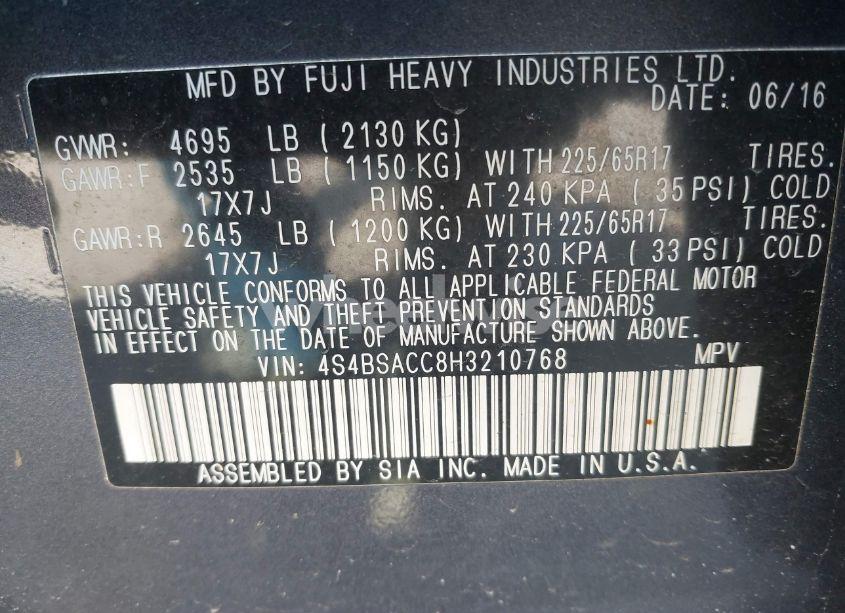 MFD BY FUJI HEAVY INDUSTRIES LTD.
DATE: 06/16
GVWR: 4695 LB ( 2130 KG)
GAWR:F 2535 LB ( 1150 KG) WITH 225/65R17 TIRES.
17X7J RIMS. AT 240 KPA ( 35 PSI) COLD
GAWR:R 2645 LB ( 1200 KG) WITH 225/65R17 TIRES.
17X7J RIMS. AT 230 KPA ( 33 PSI) COLD
THIS VEHICLE CONFORMS TO ALL APPLICABLE FEDERAL MOTOR
VEHICLE SAFETY AND THEFT PREVENTION STANDARDS
IN EFFECT ON THE DATE OF MANUFACTURE SHOWN ABOVE.
VIN: 4S4BSACC8H3210768 MPV
ASSEMBLED BY SIA INC. MADE IN U.S.A.